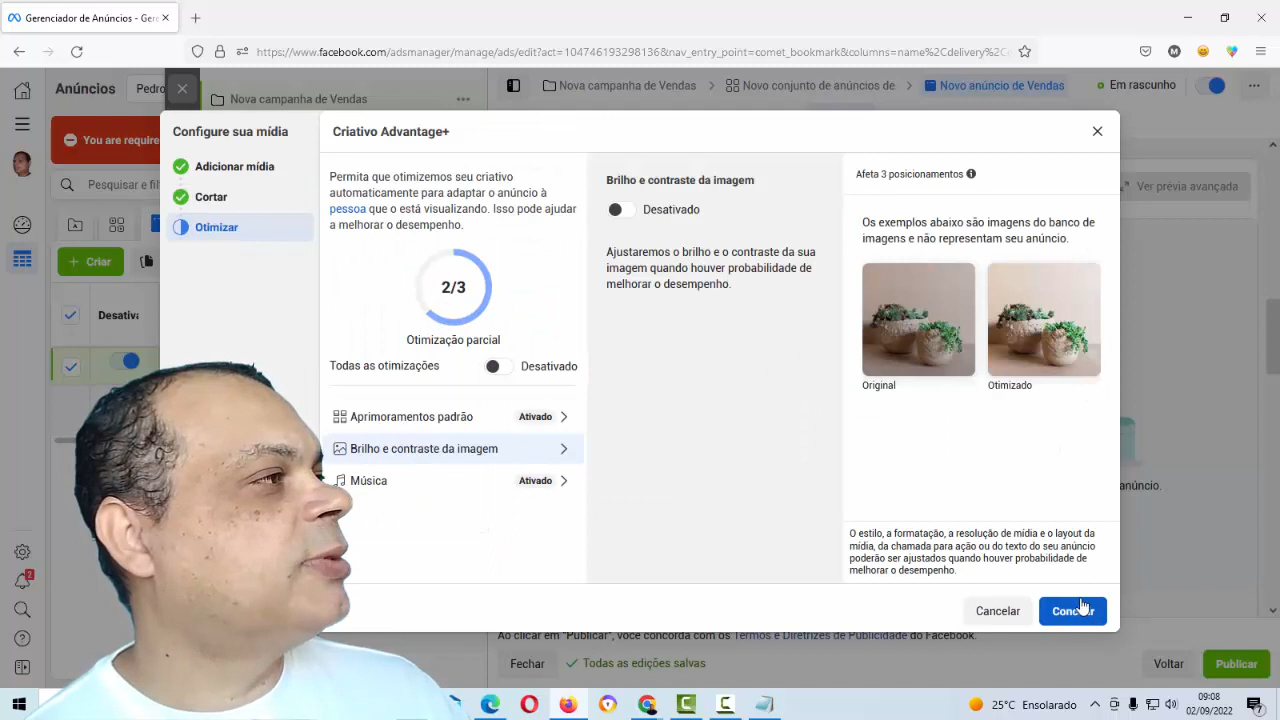 Gerenciador de Anúncios - Gere
https://www.facebook.com/adsmanager/manage/ads/edit?act=1047461932981368&nav_entry_point=comet_bookmark&columns=name%2Cdelivery%2C
M
Anúncios
Pedro
Nova campanha de Vendas
Nova campanha de Vendas
Novo conjunto de anúncios de
Novo anúncio de Vendas
Em rascunho
You are require
Pesquisar e filt
Ver prévia avançada
Criar
Desativa
Configure sua mídia
Adicionar mídia
Cortar
Otimizar
Criativo Advantage+
Permita que otimizemos seu criativo
automaticamente para adaptar o anúncio à
pessoa que o está visualizando. Isso pode ajudar
a melhorar o desempenho.
2/3
Otimização parcial
Todas as otimizações
Desativado
Aprimoramentos padrão
Ativado
Brilho e contraste da imagem
Música
Ativado
Brilho e contraste da imagem
Desativado
Ajustaremos o brilho e o contraste da sua
imagem quando houver probabilidade de
melhorar o desempenho.
Afeta 3 posicionamentos
Os exemplos abaixo são imagens do banco de
imagens e não representam seu anúncio.
Original
Otimizado
úncio.
O estilo, a formatação, a resolução de mídia e o layout da
mídia, da chamada para ação ou do texto do seu anúncio
poderão ser ajustados quando houver probabilidade de
melhorar o desempenho.
Cancelar
Ao clicar em "Publicar", você concorda com os Termos e Diretrizes de Publicidade do Facebook.
Fechar
Todas as edições salvas
Voltar
Publicar
2
25°C Ensolarado
09:08
02/09/2022
7